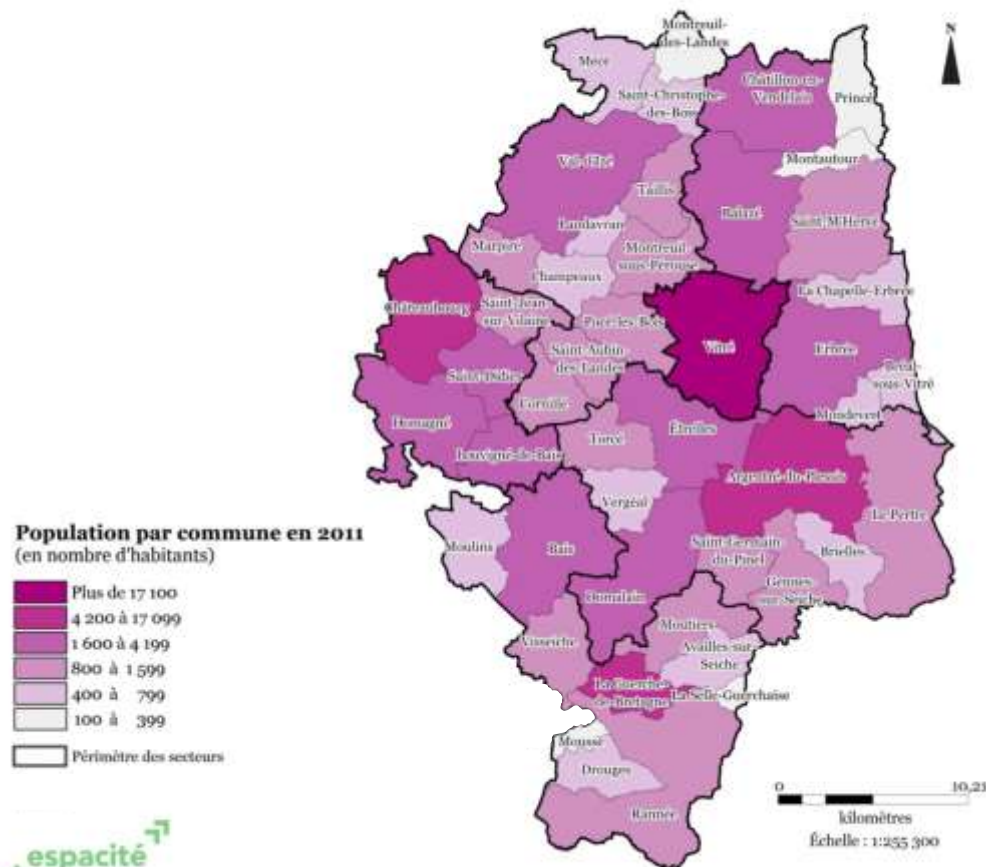 Montreuil-
des-Landes
N
Mecé
Châtillon-en-
Vendelais
Saint-Christophe-
des-Bois
Princé
Montautour
Val-d'Izé
Taillis
Balazé
Saint-M'Hervé
Landavran
Marpiré
Montreuil-
sous-Pérouse
Champeaux
La Chapelle-Erbrée
Châteaubourg
Saint-Jean-
sur-Vilaine
Pocé-les-Bois
Vitré
Erbrée
Saint-Aubin
des-Landes
Bréal-
sous-Vitré
Saint-Didier
Cornillé
Mondevert
Domagné
Étrelles
Torcé
Louvigné-de-Bais
Argentré-du-Plessis
Vergéal
Le Pertre
Population par commune en 2011
(en nombre d'habitants)
Moulins
Bais
Saint-Germain
du-Pinel
Brielles
Gennes-
sur-Seiche
Plus de 17 100
4 200 à 17 099
1 600 à 4 199
800 à 1 599
400 à 799
100 à 399
Périmètre des secteurs
Domalain
Moutiers
Visseiche
Availles-sur-
Seiche
La Guerche-
de-Bretagne
La Selle-Guerchaise
Moussé
Drouges
Rannée
0 10,21
kilomètres
Échelle : 1:255 300
espacité